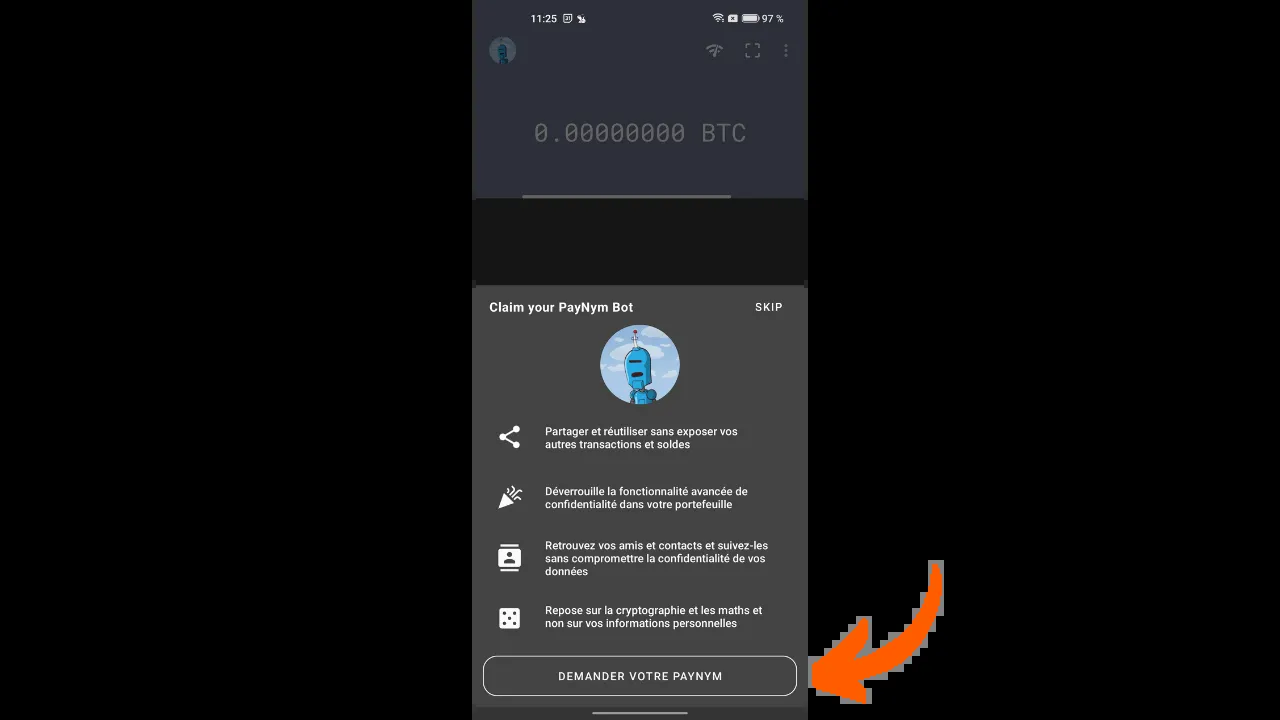 11:25
97 %
0.00000000 BTC
Claim your PayNym Bot
SKIP
Partager et réutiliser sans exposer vos
autres transactions et soldes
Déverrouille la fonctionnalité avancée de
confidentialité dans votre portefeuille
Retrouvez vos amis et contacts et suivez-les
sans compromettre la confidentialité de vos
données
Repose sur la cryptographie et les maths et
non sur vos informations personnelles
DEMANDER VOTRE PAYNYM